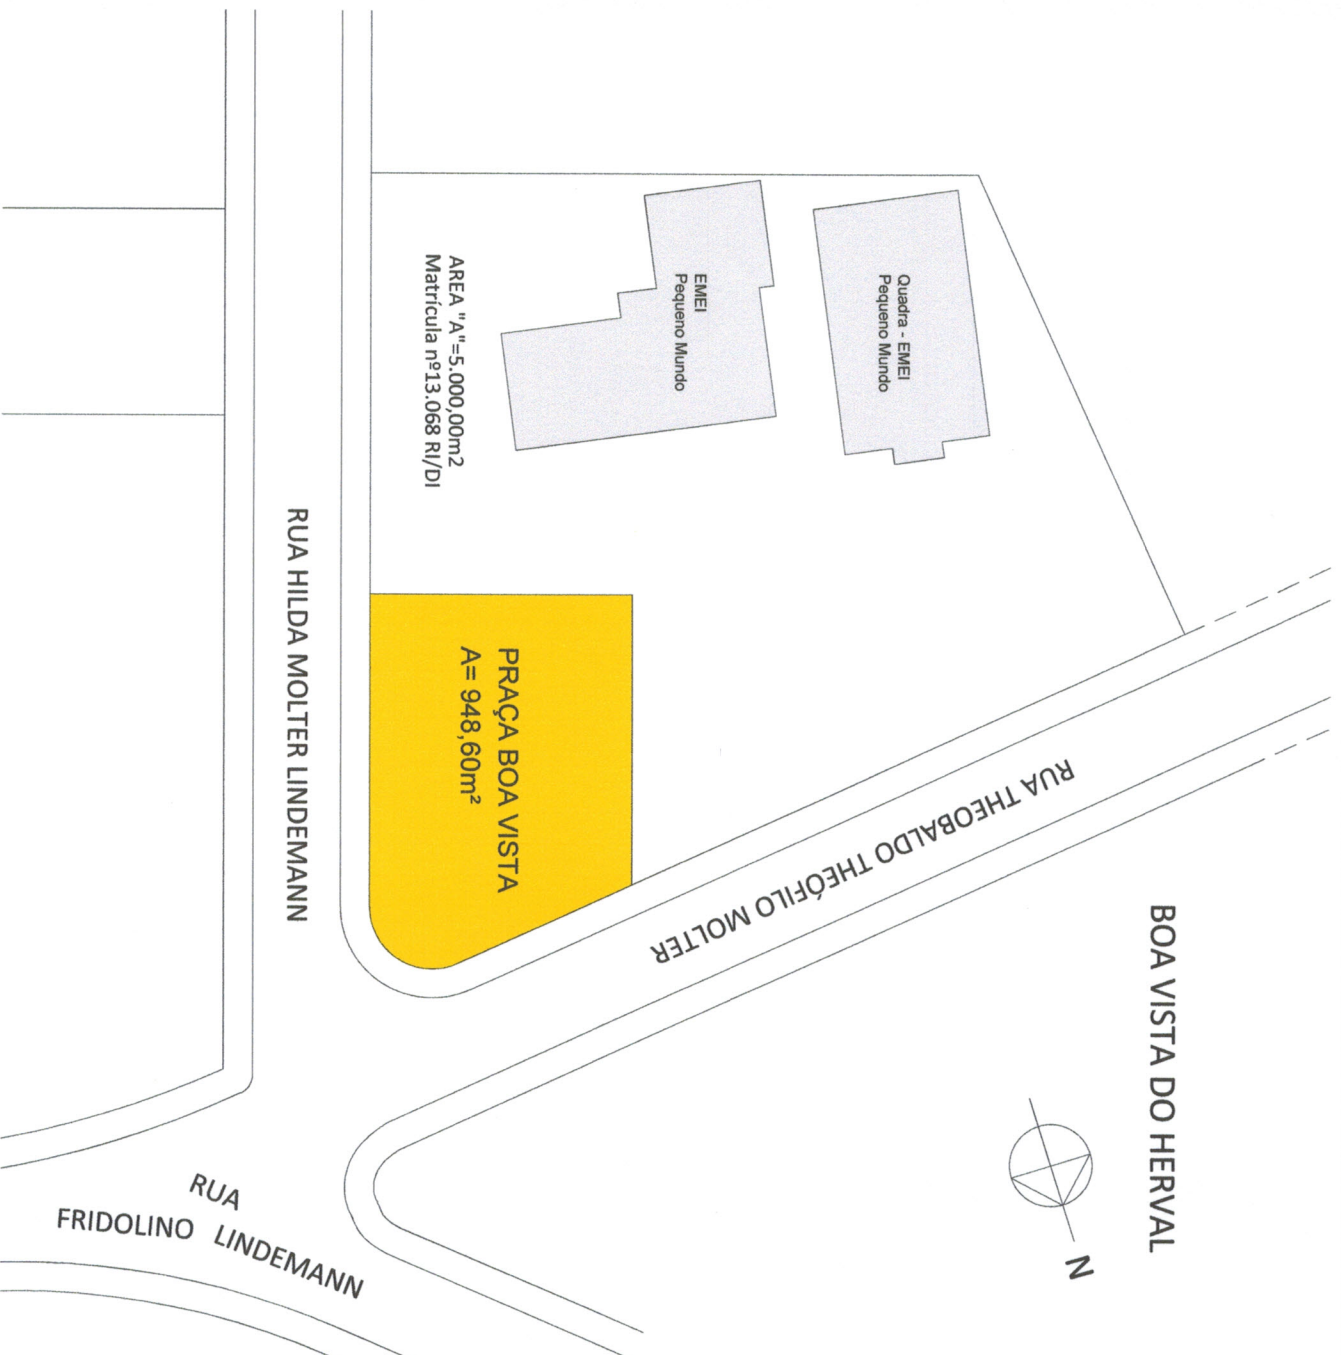 Quadra - EMEI
Pequeno Mundo
EMEI
Pequeno Mundo
AREA "A"=5.000,00m2
Matrícula nº13.068 RI/DI
PRAÇA BOA VISTA
A= 948,60m²
RUA HILDA MOLTER LINDEMANN
RUA THEOBALDO THEÓFILO MOLTER
BOA VISTA DO HERVAL
RUA
FRIDOLINO LINDEMANN
N